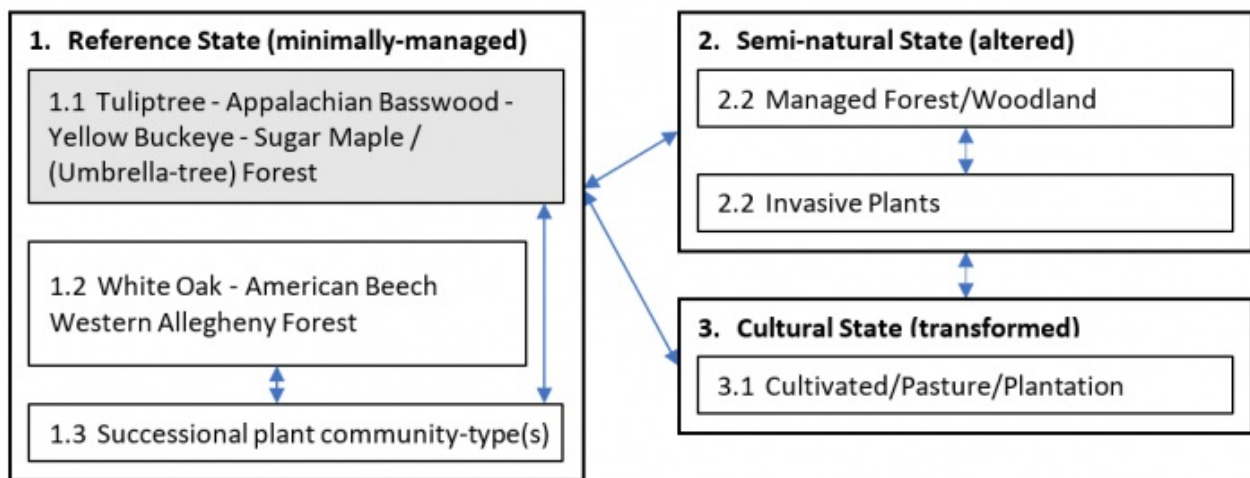 1. Reference State (minimally-managed)
1.1 Tuliptree - Appalachian Basswood -
Yellow Buckeye - Sugar Maple /
(Umbrella-tree) Forest
1.2 White Oak - American Beech
Western Allegheny Forest
1.3 Successional plant community-type(s)
2. Semi-natural State (altered)
2.2 Managed Forest/Woodland
2.2 Invasive Plants
3. Cultural State (transformed)
3.1 Cultivated/Pasture/Plantation